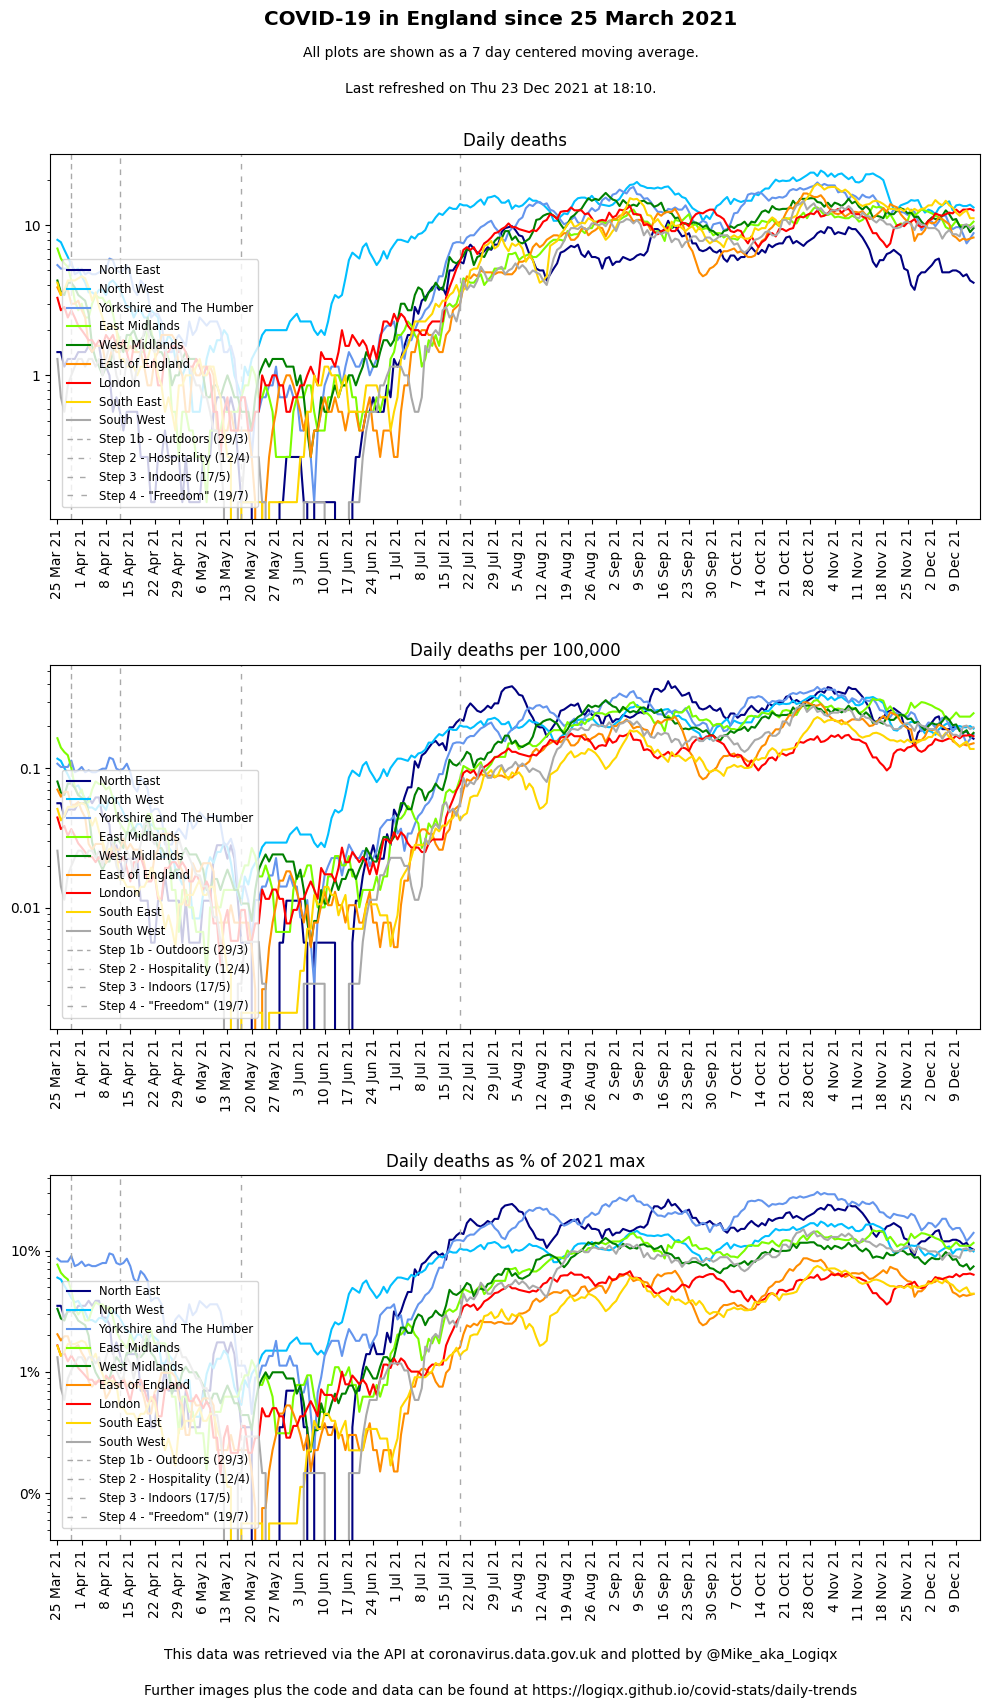 COVID-19 in England since 25 March 2021
All plots are shown as a 7 day centered moving average.
Last refreshed on Thu 23 Dec 2021 at 18:10.
Daily deaths
10
1
North East
North West
Yorkshire and The Humber
East Midlands
West Midlands
East of England
London
South East
South West
Step 1b - Outdoors (29/3)
Step 2 - Hospitality (12/4)
Step 3 - Indoors (17/5)
Step 4 - "Freedom" (19/7)
25 Mar 21
1 Apr 21
8 Apr 21
15 Apr 21
22 Apr 21
29 Apr 21
6 May 21
13 May 21
20 May 21
27 May 21
3 Jun 21
10 Jun 21
17 Jun 21
24 Jun 21
1 Jul 21
8 Jul 21
15 Jul 21
22 Jul 21
29 Jul 21
5 Aug 21
12 Aug 21
19 Aug 21
26 Aug 21
2 Sep 21
9 Sep 21
16 Sep 21
23 Sep 21
30 Sep 21
7 Oct 21
14 Oct 21
21 Oct 21
28 Oct 21
4 Nov 21
11 Nov 21
18 Nov 21
25 Nov 21
2 Dec 21
9 Dec 21
Daily deaths per 100,000
0.1
0.01
North East
North West
Yorkshire and The Humber
East Midlands
West Midlands
East of England
London
South East
South West
Step 1b - Outdoors (29/3)
Step 2 - Hospitality (12/4)
Step 3 - Indoors (17/5)
Step 4 - "Freedom" (19/7)
25 Mar 21
1 Apr 21
8 Apr 21
15 Apr 21
22 Apr 21
29 Apr 21
6 May 21
13 May 21
20 May 21
27 May 21
3 Jun 21
10 Jun 21
17 Jun 21
24 Jun 21
1 Jul 21
8 Jul 21
15 Jul 21
22 Jul 21
29 Jul 21
5 Aug 21
12 Aug 21
19 Aug 21
26 Aug 21
2 Sep 21
9 Sep 21
16 Sep 21
23 Sep 21
30 Sep 21
7 Oct 21
14 Oct 21
21 Oct 21
28 Oct 21
4 Nov 21
11 Nov 21
18 Nov 21
25 Nov 21
2 Dec 21
9 Dec 21
Daily deaths as % of 2021 max
10%
1%
0%
North East
North West
Yorkshire and The Humber
East Midlands
West Midlands
East of England
London
South East
South West
Step 1b - Outdoors (29/3)
Step 2 - Hospitality (12/4)
Step 3 - Indoors (17/5)
Step 4 - "Freedom" (19/7)
25 Mar 21
1 Apr 21
8 Apr 21
15 Apr 21
22 Apr 21
29 Apr 21
6 May 21
13 May 21
20 May 21
27 May 21
3 Jun 21
10 Jun 21
17 Jun 21
24 Jun 21
1 Jul 21
8 Jul 21
15 Jul 21
22 Jul 21
29 Jul 21
5 Aug 21
12 Aug 21
19 Aug 21
26 Aug 21
2 Sep 21
9 Sep 21
16 Sep 21
23 Sep 21
30 Sep 21
7 Oct 21
14 Oct 21
21 Oct 21
28 Oct 21
4 Nov 21
11 Nov 21
18 Nov 21
25 Nov 21
2 Dec 21
9 Dec 21
This data was retrieved via the API at coronavirus.data.gov.uk and plotted by @Mike_aka_Logiqx
Further images plus the code and data can be found at https://logiqx.github.io/covid-stats/daily-trends